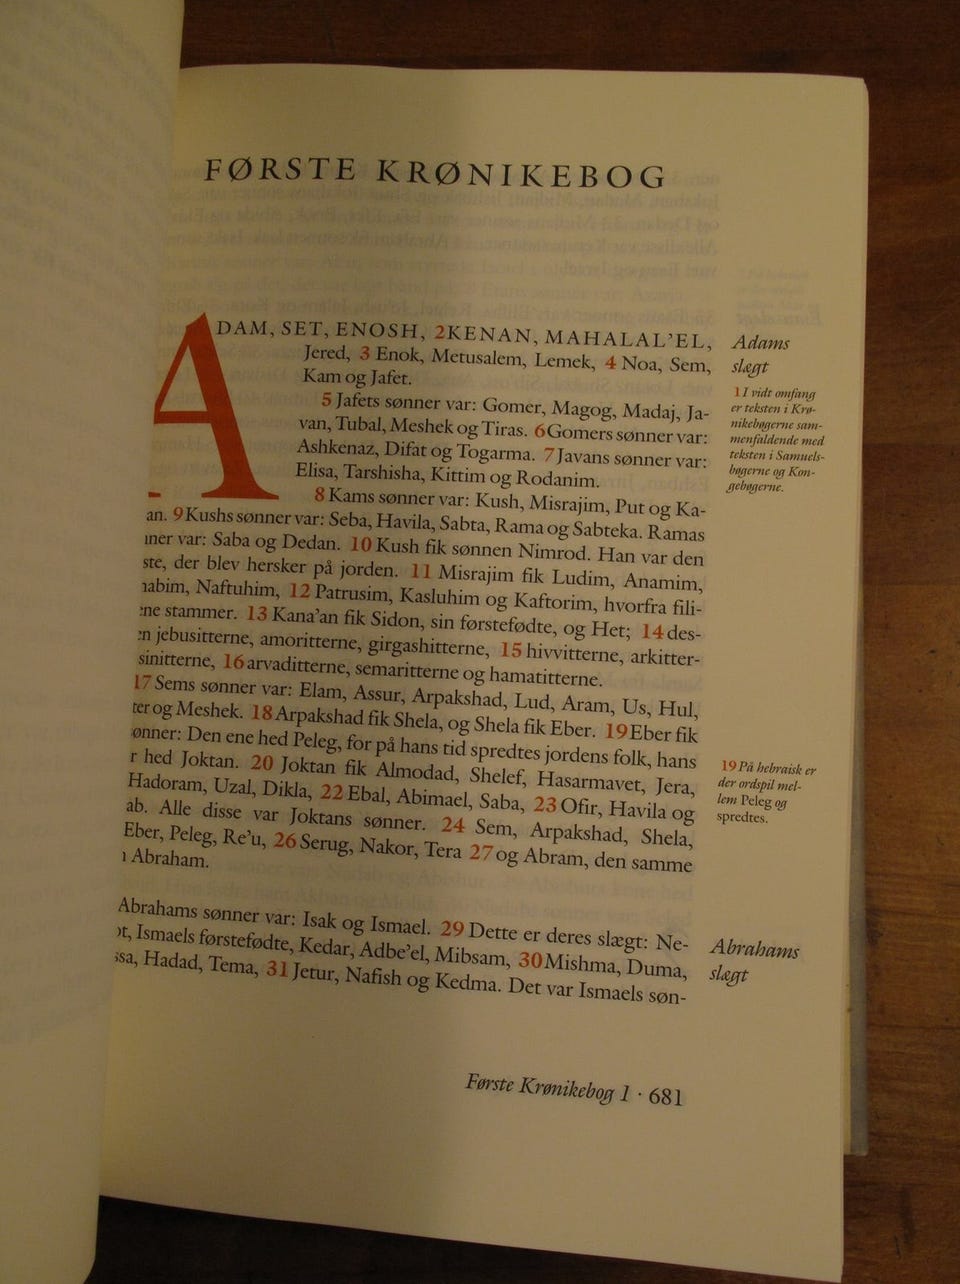 FØRSTE KRØNIKEBOG
ADAM, SET, ENOSH, 2 KENAN, MAHALAL’EL,
Jered, 3 Enok, Metusalem, Lemek, 4 Noa, Sem,
Kam og Jafet.
5 Jafets sønner var: Gomer, Magog, Madaj, Ja-
van, Tubal, Meshek og Tiras. 6 Gomers sønner var:
Ashkenaz, Difat og Togarma. 7 Javans sønner var:
Elisa, Tarshisha, Kittim og Rodanim.
8 Kams sønner var: Kush, Misrajim, Put og Ka-
an. 9 Kushs sønner var: Seba, Havila, Sabta, Rama og Sabteka. Ramas
ner var: Saba og Dedan. 10 Kush fik sønnen Nimrod. Han var den
ste, der blev hersker på jorden. 11 Misrajim fik Ludim, Anamim,
habim, Naftuhim, 12 Patrusim, Kasluhim og Kaftorim, hvorfra fili-
ne stammer. 13 Kana’an fik Sidon, sin førstefødte, og Het; 14 des-
n jebusitterne, amoritterne, girgashitterne, 15 hivvitterne, arkitter-
sinitterne, 16 arvaditterne, semaritterne og hamatitterne.
17 Sems sønner var: Elam, Assur, Arpakshad, Lud, Aram, Us, Hul,
ter og Meshek. 18 Arpakshad fik Shela, og Shela fik Eber. 19 Eber fik
ønner: Den ene hed Peleg, for på hans tid spredtes jordens folk, hans
r hed Joktan. 20 Joktan fik Almodad, Shelef, Hasarmavet, Jera,
Hadoram, Uzal, Dikla, 22 Ebal, Abimael, Saba, 23 Ofir, Havila og
ab. Alle disse var Joktans sønner. 24 Sem, Arpakshad, Shela,
Eber, Peleg, Re’u, 26 Serug, Nakor, Tera 27 og Abram, den samme
Abraham.
Abrahams sønner var: Isak og Ismael. 29 Dette er deres slægt: Ne-
ot, Ismaels førstefødte, Kedar, Adbe’el, Mibsam, 30 Mishma, Duma,
ssa, Hadad, Tema, 31 Jetur, Nafish og Kedma. Det var Ismaels søn-
Adams
slægt
1 I vidt omfang
er teksten i Krø-
nikebøgerne sam-
menfaldende med
teksten i Samuels-
bøgerne og Kon-
gebøgerne.
19 På hebraisk er
der ordspil mel-
lem Peleg og
spredtes.
Abrahams
slægt
Første Krønikebog 1 · 681